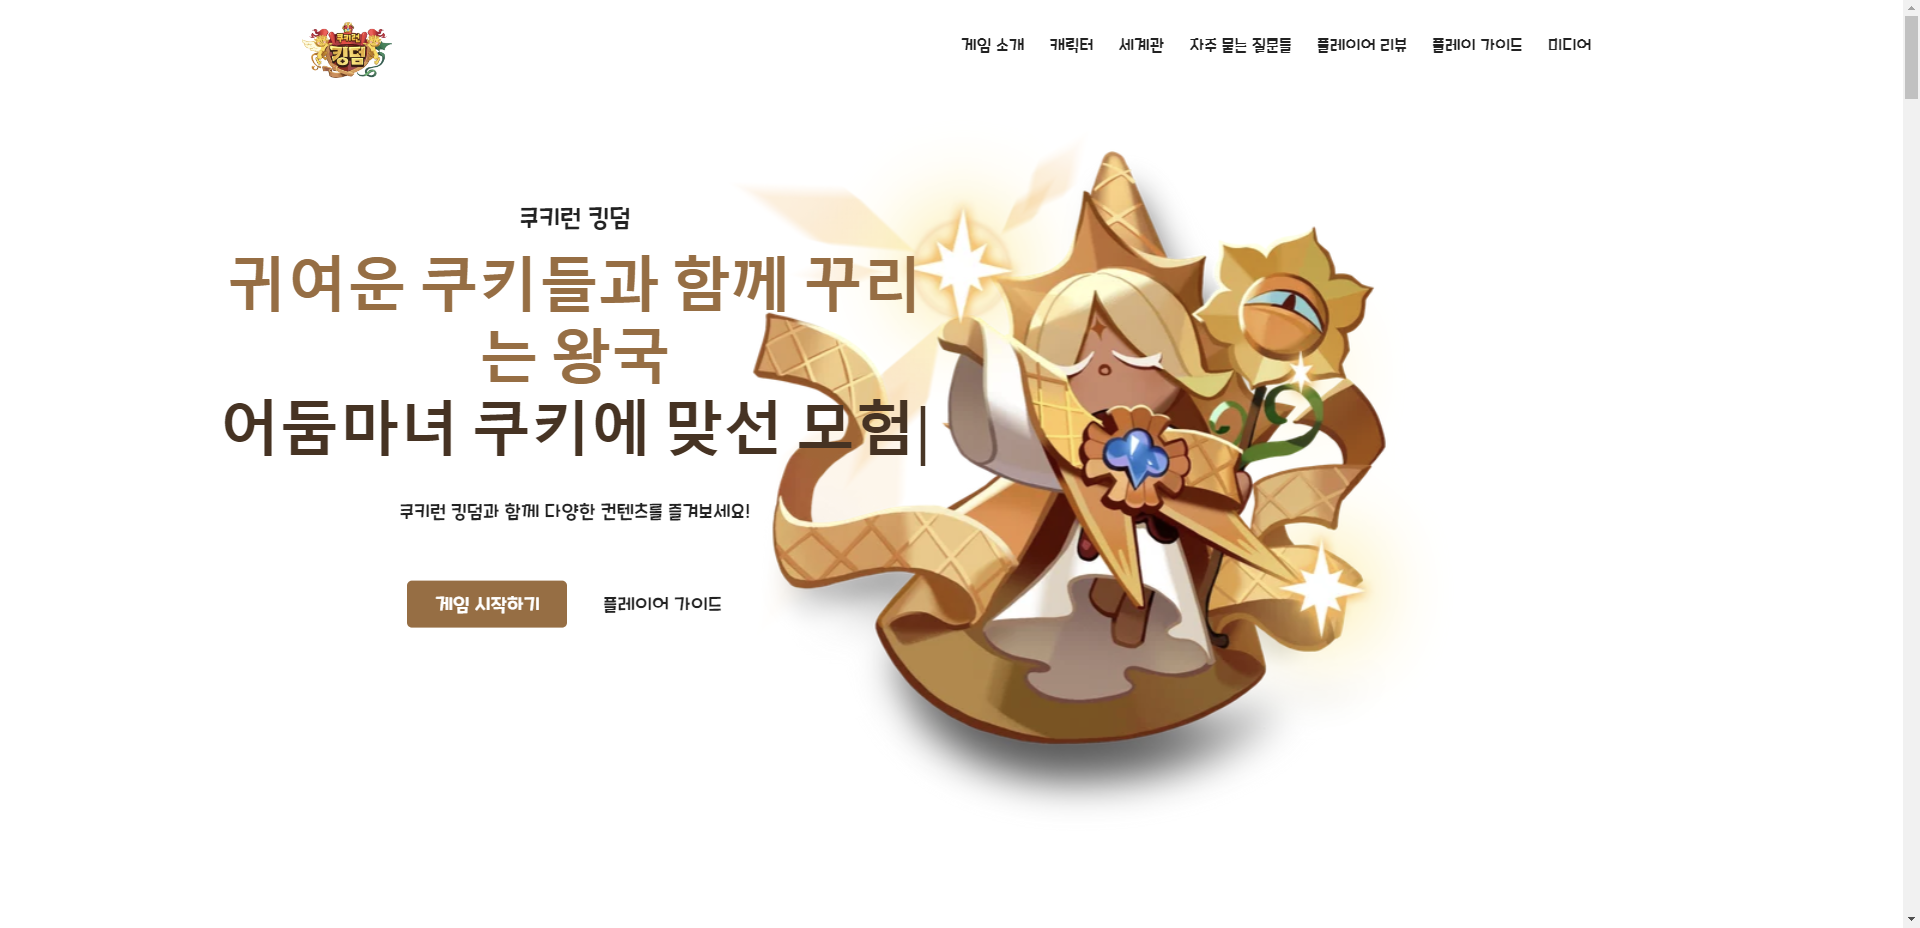 쿠키런
킹덤
게임 소개 캐릭터 세계관 자주 묻는 질문들 플레이어 리뷰 플레이 가이드 미디어
쿠키런 킹덤
귀여운 쿠키들과 함께 꾸리
는 왕국
어둠마녀 쿠키에 맞선 모험|
쿠키런 킹덤과 함께 다양한 컨텐츠를 즐겨보세요!
게임 시작하기 플레이어 가이드